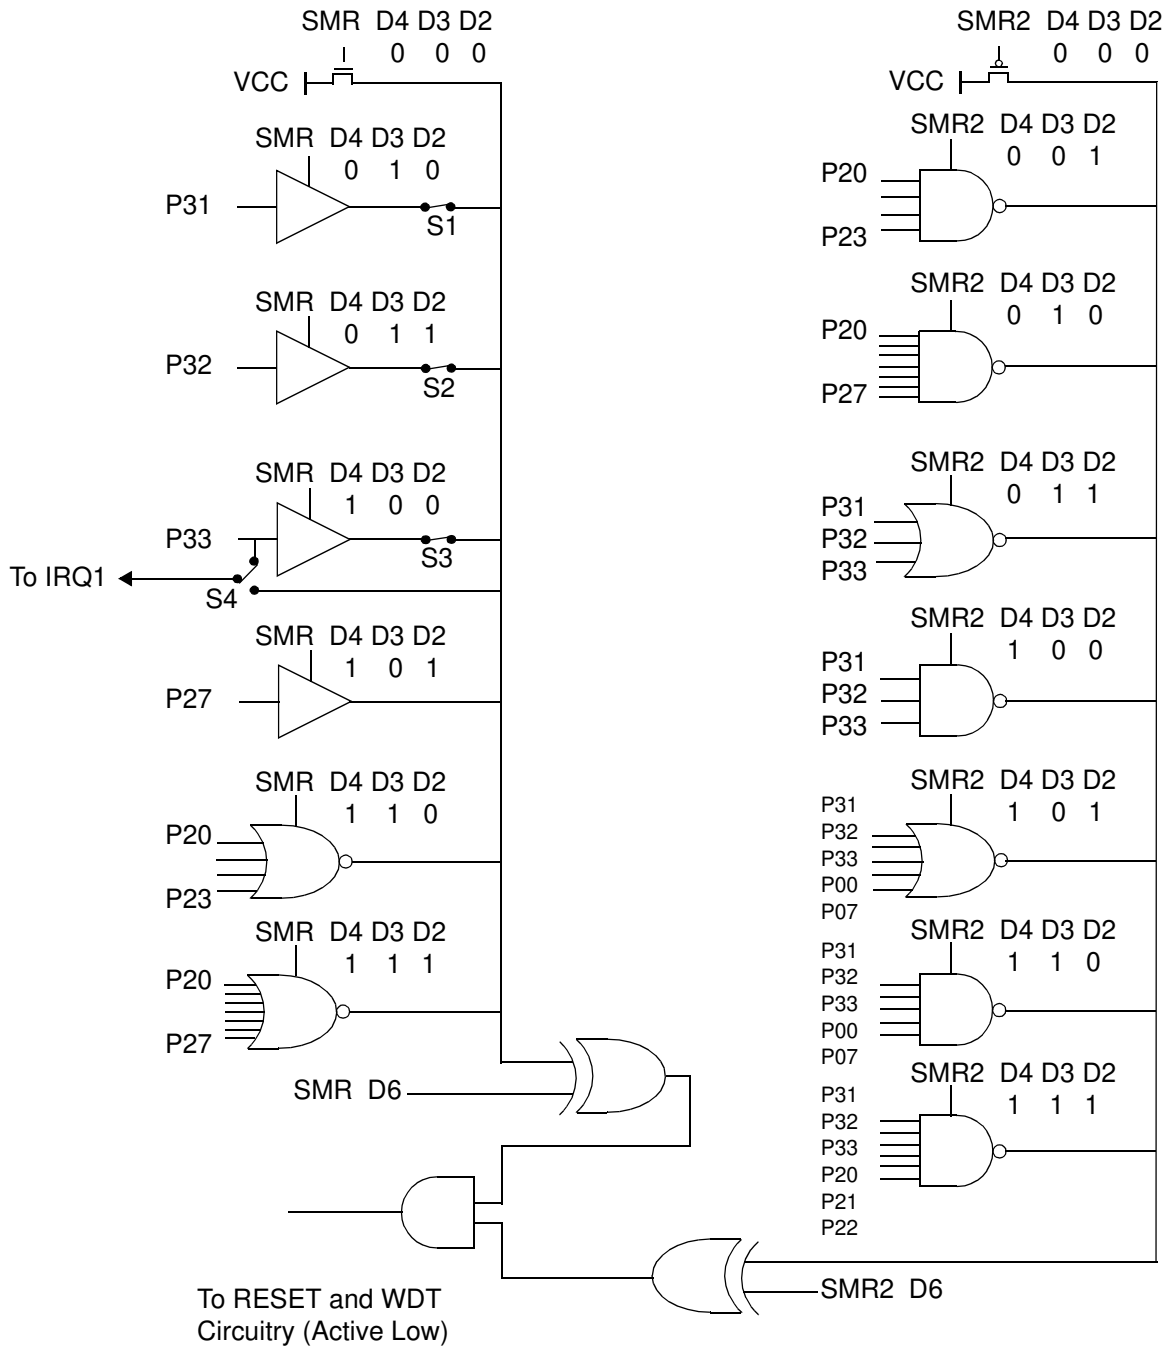 SMR D4 D3 D2
0 0 0
VCC
SMR D4 D3 D2
0 1 0
P31
S1
SMR D4 D3 D2
0 1 1
P32
S2
SMR D4 D3 D2
1 0 0
P33
S3
To IRQ1
S4
SMR D4 D3 D2
1 0 1
P27
SMR D4 D3 D2
1 1 0
P20
P23
SMR D4 D3 D2
1 1 1
P20
P27
SMR D6
To RESET and WDT
Circuitry (Active Low)
SMR2 D4 D3 D2
0 0 0
VCC
SMR2 D4 D3 D2
0 0 1
P20
P23
SMR2 D4 D3 D2
0 1 0
P20
P27
SMR2 D4 D3 D2
0 1 1
P31
P32
P33
SMR2 D4 D3 D2
1 0 0
P31
P32
P33
SMR2 D4 D3 D2
1 0 1
P31
P32
P33
P00
P07
SMR2 D4 D3 D2
1 1 0
P31
P32
P33
P00
P07
SMR2 D4 D3 D2
1 1 1
P31
P32
P33
P20
P21
P22
SMR2 D6